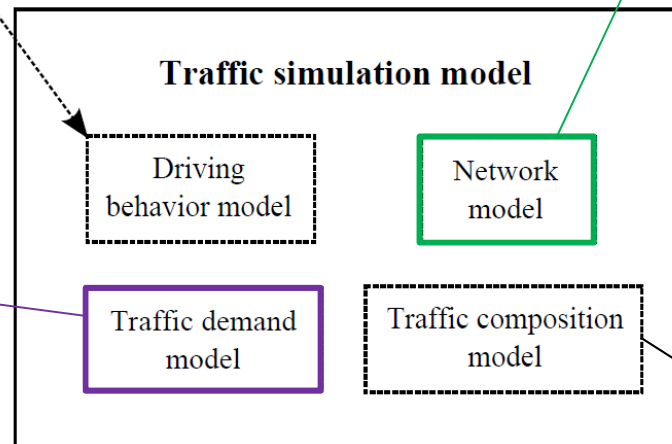 Traffic simulation model
Driving
behavior model
Network
model
Traffic demand
model
Traffic composition
model